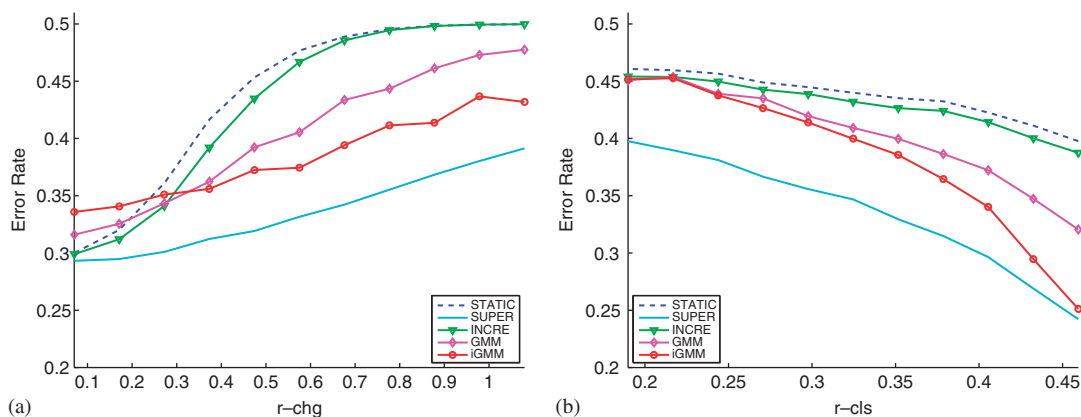 0.5
0.45
0.4
0.35
0.3
0.25
0.2
Error Rate
STATIC
SUPER
INCRE
GMM
iGMM
0.1 0.2 0.3 0.4 0.5 0.6 0.7 0.8 0.9 1
r–chg
(a)
0.5
0.45
0.4
0.35
0.3
0.25
0.2
Error Rate
STATIC
SUPER
INCRE
GMM
iGMM
0.2 0.25 0.3 0.35 0.4 0.45
r–cls
(b)